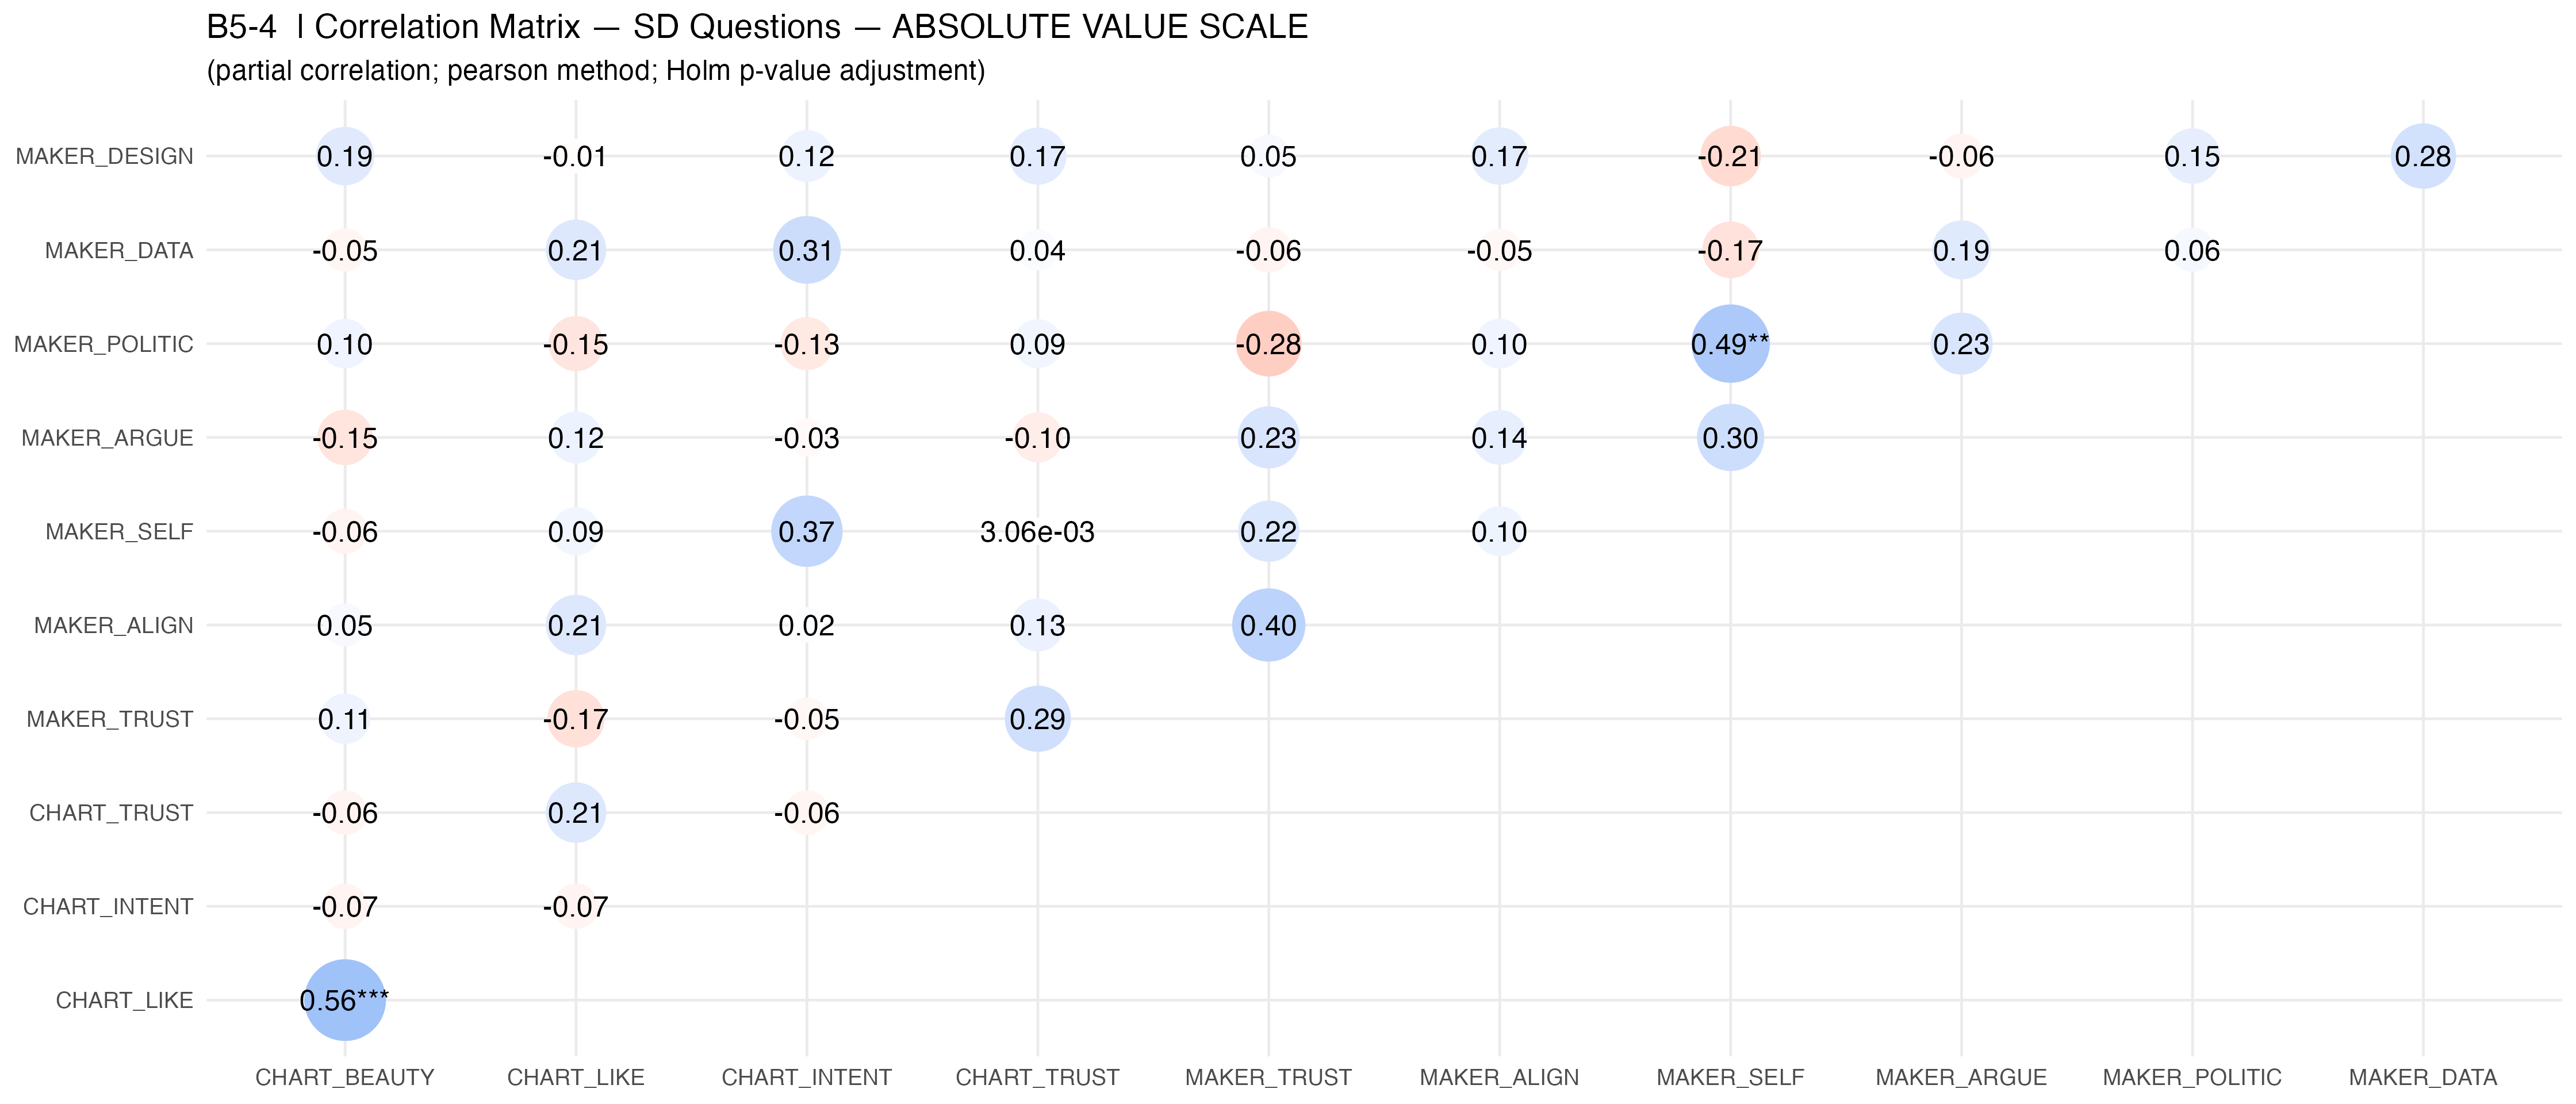 B5-4 | Correlation Matrix — SD Questions — ABSOLUTE VALUE SCALE
(partial correlation; pearson method; Holm p-value adjustment)
MAKER_DESIGN 0.19 -0.01 0.12 0.17 0.05 0.17 -0.21 -0.06 0.15 0.28
MAKER_DATA -0.05 0.21 0.31 0.04 -0.06 -0.05 -0.17 0.19 0.06
MAKER_POLITIC 0.10 -0.15 -0.13 0.09 -0.28 0.10 0.49** 0.23
MAKER_ARGUE -0.15 0.12 -0.03 -0.10 0.23 0.14 0.30
MAKER_SELF -0.06 0.09 0.37 3.06e-03 0.22 0.10
MAKER_ALIGN 0.05 0.21 0.02 0.13 0.40
MAKER_TRUST 0.11 -0.17 -0.05 0.29
CHART_TRUST -0.06 0.21 -0.06
CHART_INTENT -0.07 -0.07
CHART_LIKE 0.56***
CHART_BEAUTY CHART_LIKE CHART_INTENT CHART_TRUST MAKER_TRUST MAKER_ALIGN MAKER_SELF MAKER_ARGUE MAKER_POLITIC MAKER_DATA